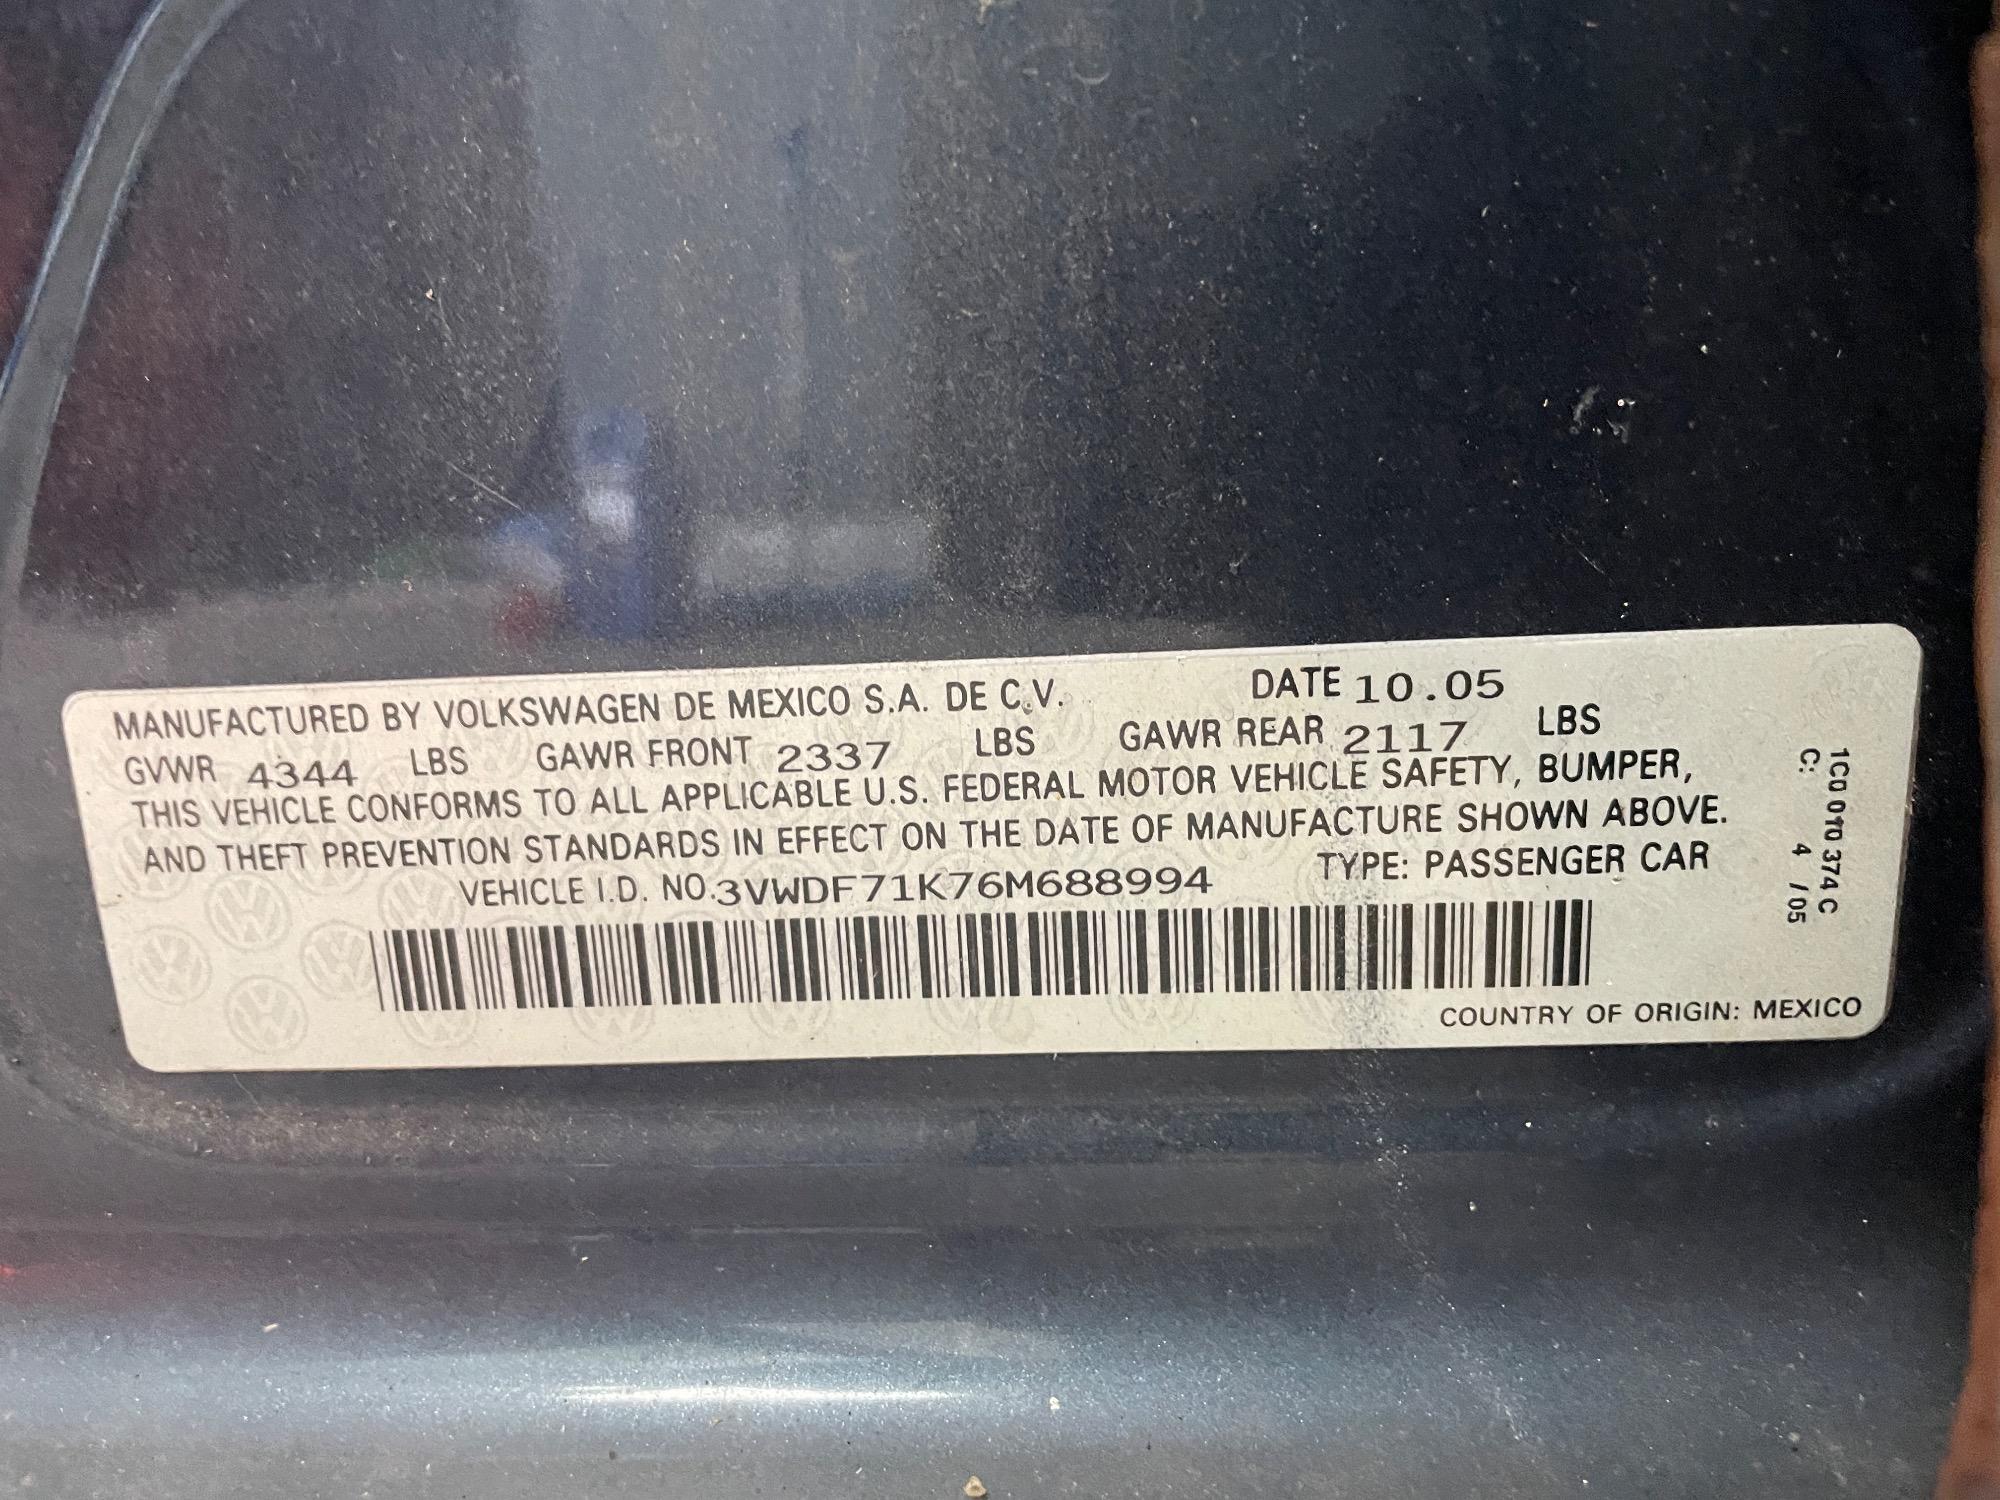 MANUFACTURED BY VOLKSWAGEN DE MEXICO S.A. DE C.V. DATE 10.05
GVWR 4344 LBS GAWR FRONT 2337 LBS GAWR REAR 2117 LBS
THIS VEHICLE CONFORMS TO ALL APPLICABLE U.S. FEDERAL MOTOR VEHICLE SAFETY, BUMPER,
AND THEFT PREVENTION STANDARDS IN EFFECT ON THE DATE OF MANUFACTURE SHOWN ABOVE.
VEHICLE I.D. NO.3VWDF71K76M688994 TYPE: PASSENGER CAR
COUNTRY OF ORIGIN: MEXICO
1C0 010 374 C
C: 4 /05